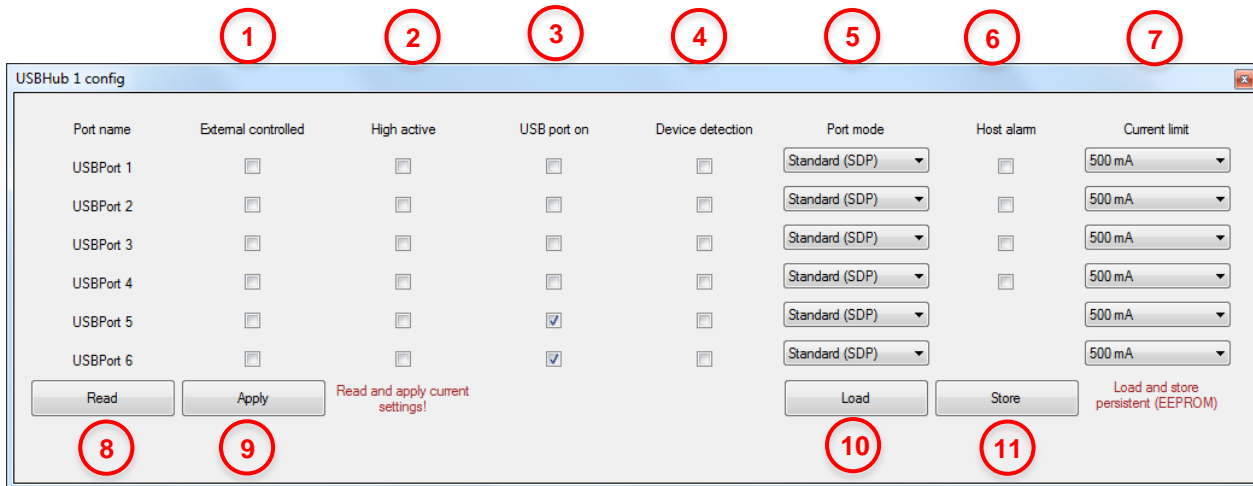 1 2 3 4 5 6 7
USBHub 1 config
Port name External controlled High active USB port on Device detection Port mode Host alarm Current limit
USBPort 1 Standard (SDP) 500 mA
USBPort 2 Standard (SDP) 500 mA
USBPort 3 Standard (SDP) 500 mA
USBPort 4 Standard (SDP) 500 mA
USBPort 5 Standard (SDP) 500 mA
USBPort 6 Standard (SDP) 500 mA
Read Apply Read and apply current
settings! Load Store Load and store
persistent (EEPROM)
8 9 10 11